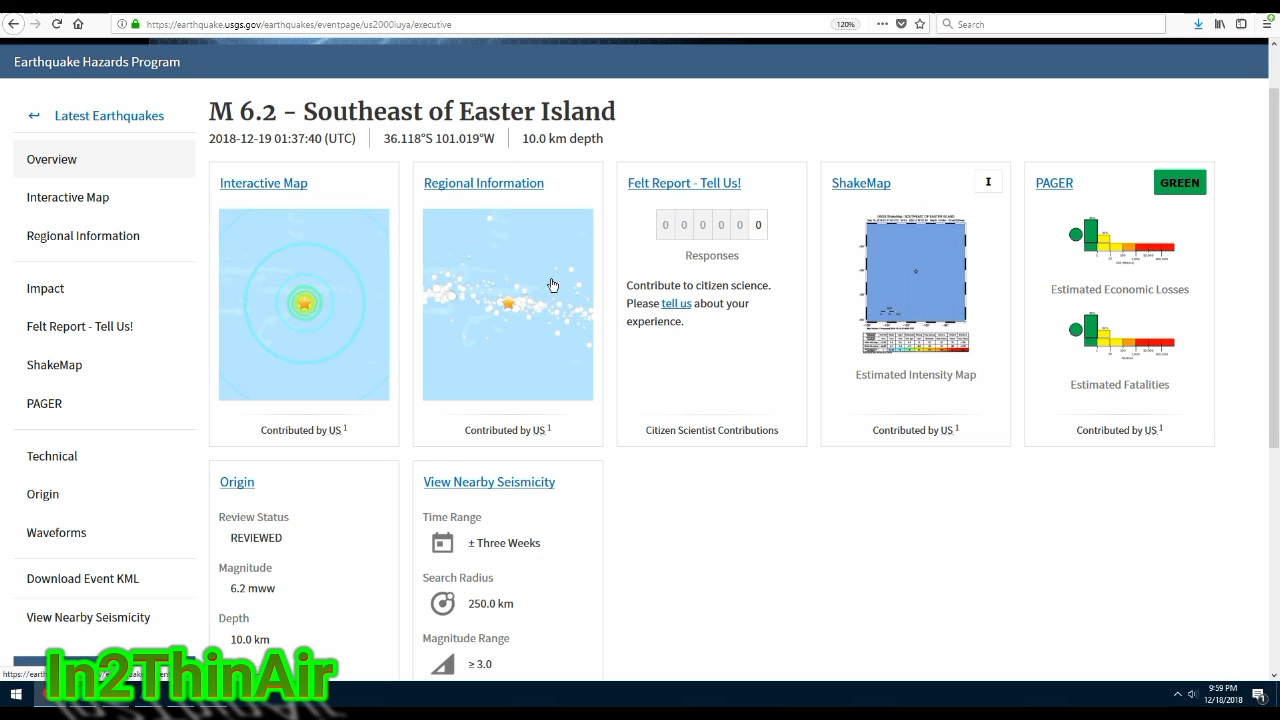 https://earthquake.usgs.gov/earthquakes/eventpage/us2000iuya/executive
120%
Search
Earthquake Hazards Program
Latest Earthquakes
Overview
Interactive Map
Regional Information
Impact
Felt Report - Tell Us!
ShakeMap
PAGER
Technical
Origin
Waveforms
Download Event KML
View Nearby Seismicity
M 6.2 - Southeast of Easter Island
2018-12-19 01:37:40 (UTC)
36.118°S 101.019°W
10.0 km depth
Interactive Map
Contributed by US 1
Regional Information
Contributed by US 1
Felt Report - Tell Us!
0 0 0 0 0 0
Responses
Contribute to citizen science.
Please tell us about your
experience.
Citizen Scientist Contributions
ShakeMap
I
Estimated Intensity Map
Contributed by US 1
PAGER
GREEN
Estimated Economic Losses
Estimated Fatalities
Contributed by US 1
Origin
Review Status
REVIEWED
Magnitude
6.2 mww
Depth
10.0 km
View Nearby Seismicity
Time Range
± Three Weeks
Search Radius
250.0 km
Magnitude Range
≥ 3.0
In2ThinAir
9:59 PM
12/18/2018